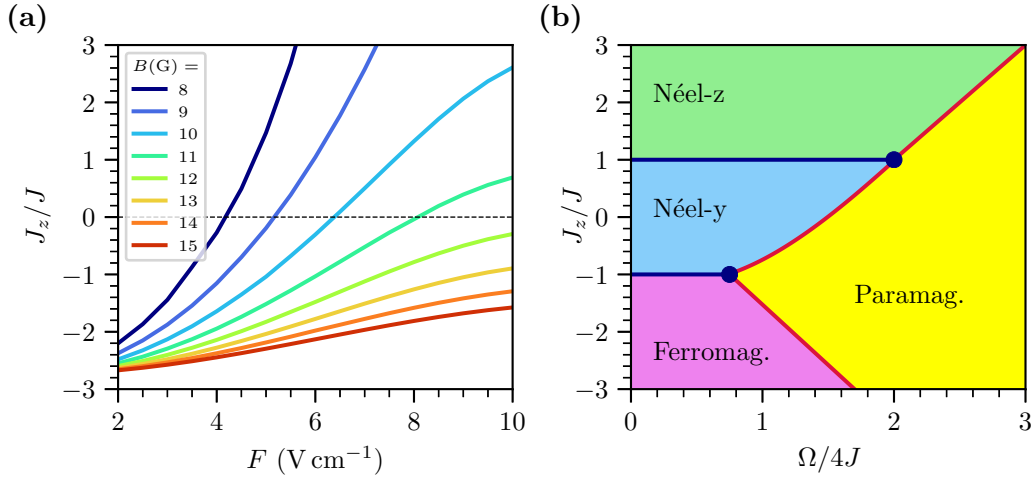 (a)
3
2
1
0
−1
−2
−3
J_z/J
B(G) =
8
9
10
11
12
13
14
15
2
4
6
8
10
F (V cm⁻¹)
(b)
3
2
1
0
−1
−2
−3
J_z/J
Néel-z
Néel-y
Paramag.
Ferromag.
0
1
2
3
Ω/4J